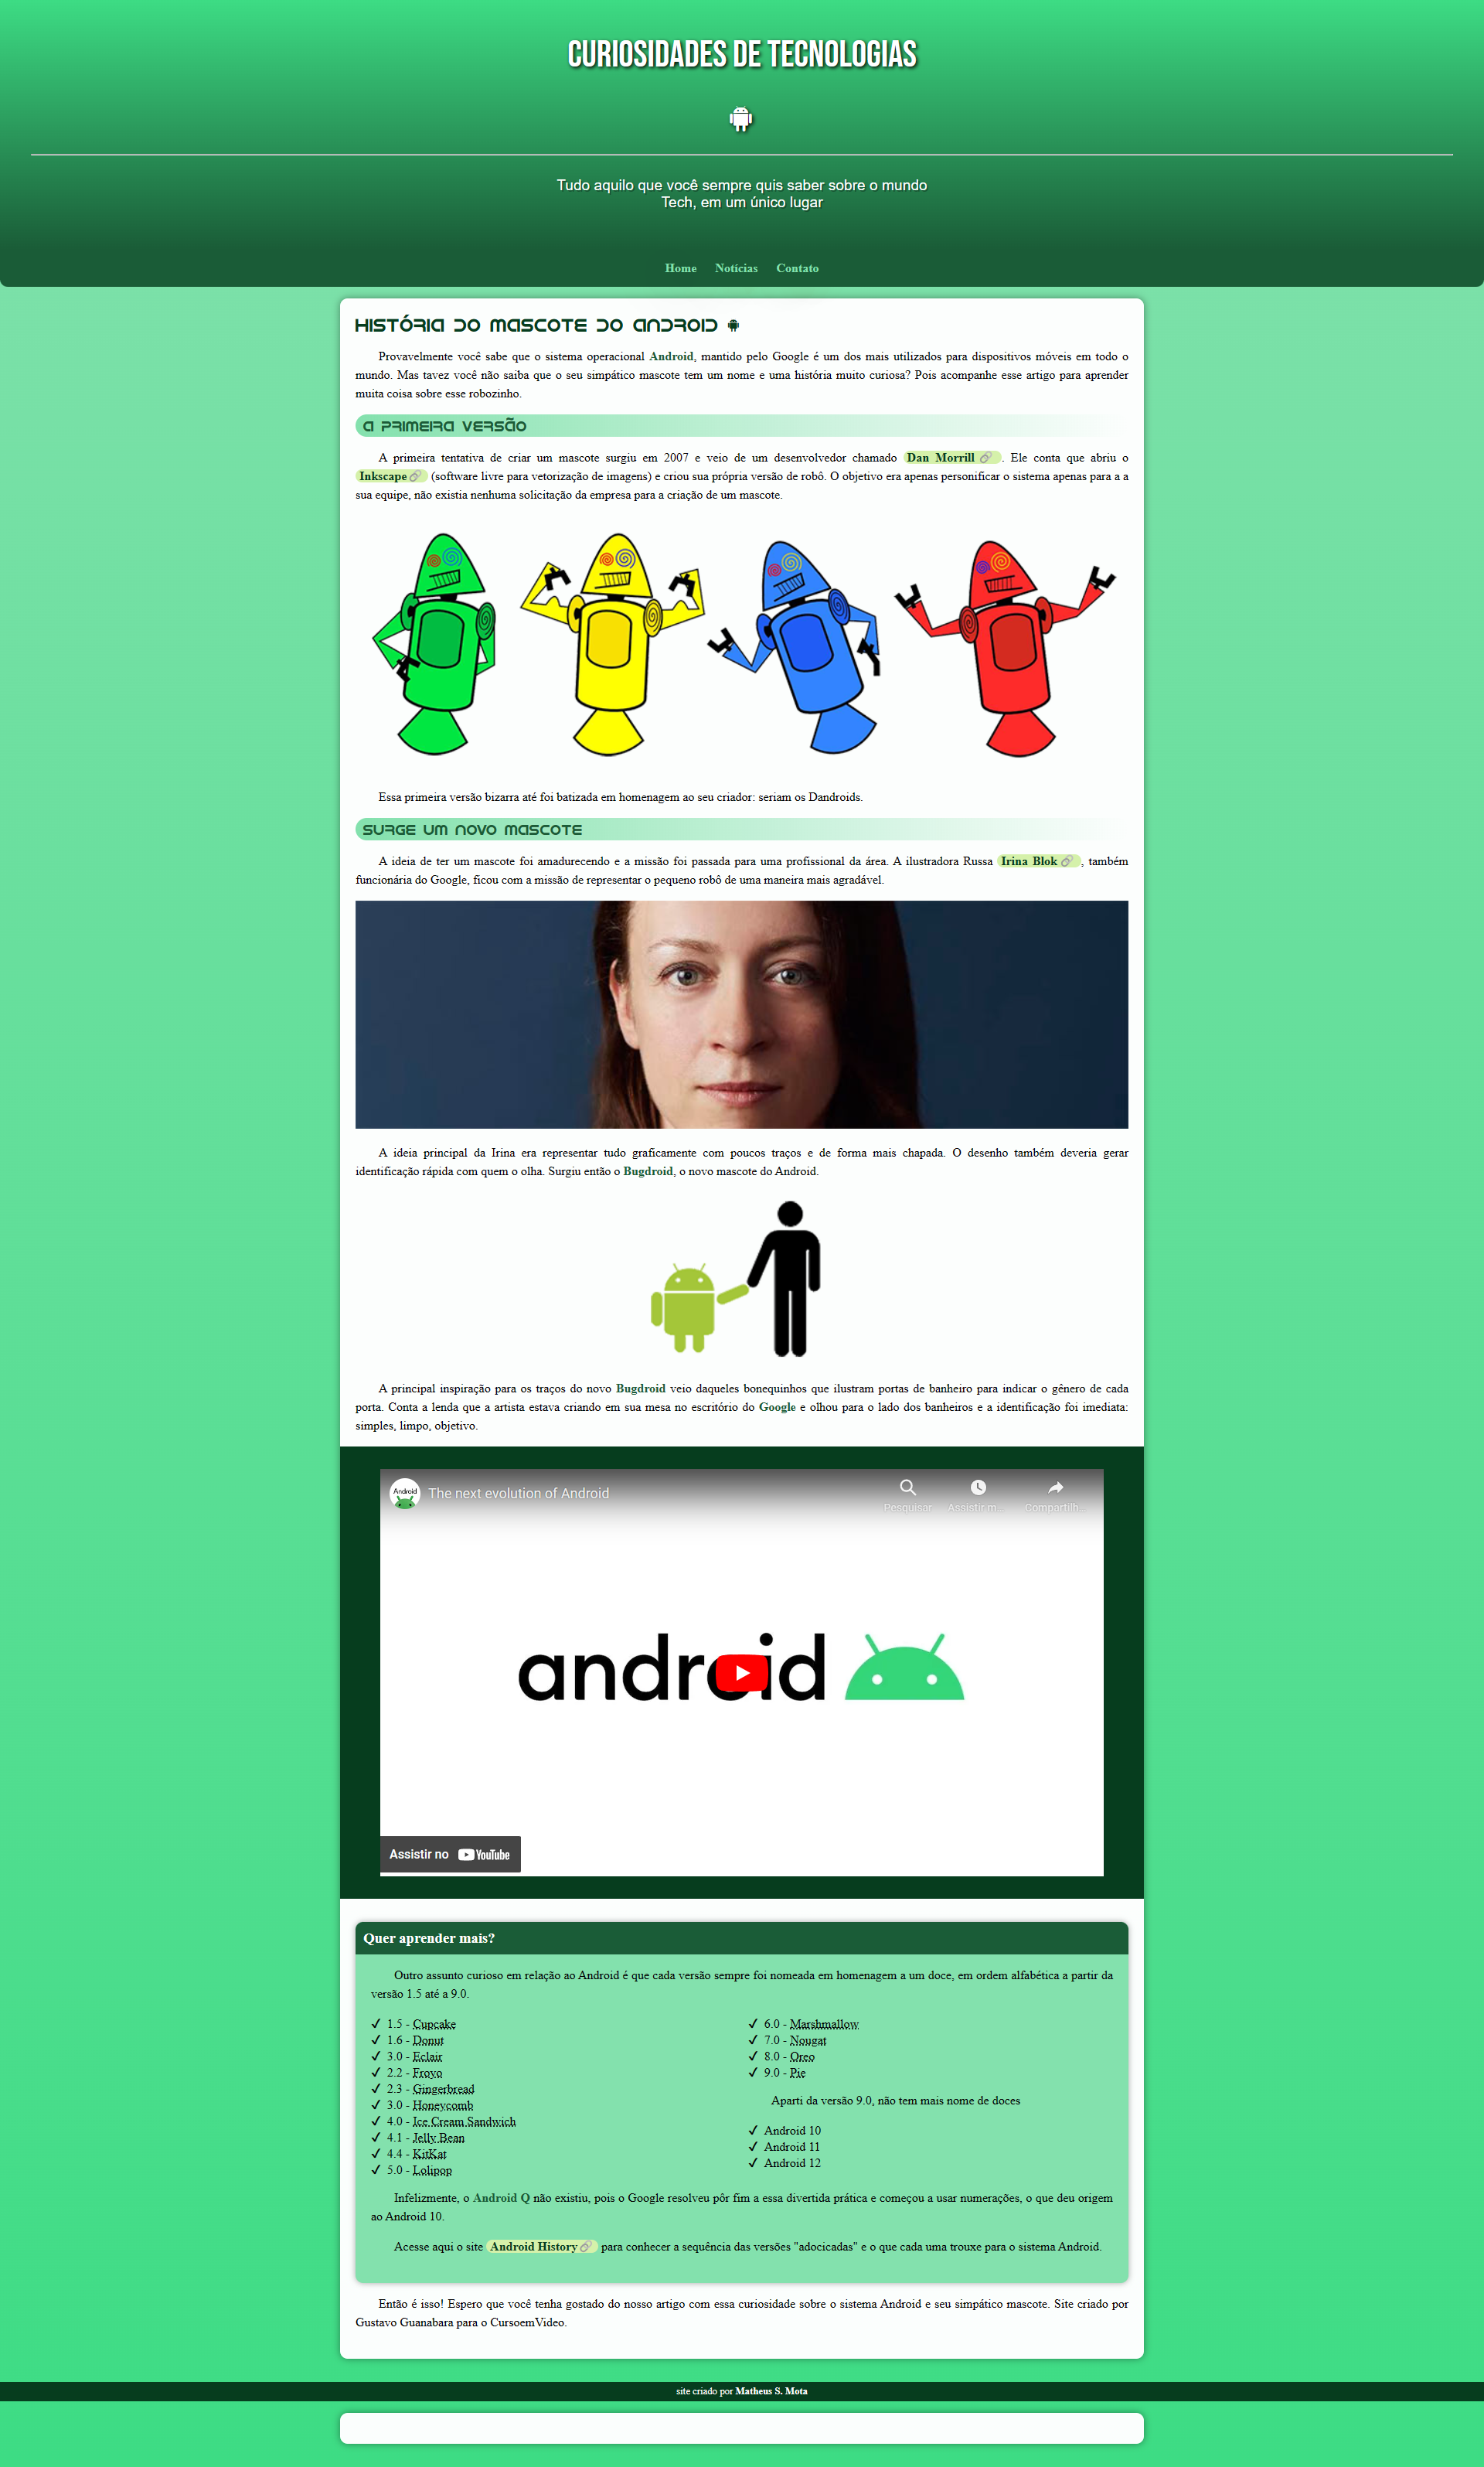 CURIOSIDADES DE TECNOLOGIAS
Tudo aquilo que você sempre quis saber sobre o mundo
Tech, em um único lugar
Home Notícias Contato
História do Mascote do Android
Provavelmente você sabe que o sistema operacional Android, mantido pelo Google é um dos mais utilizados para dispositivos móveis em todo o
mundo. Mas tavez você não saiba que o seu simpático mascote tem um nome e uma história muito curiosa? Pois acompanhe esse artigo para aprender
muita coisa sobre esse robozinho.
A primeira versão
A primeira tentativa de criar um mascote surgiu em 2007 e veio de um desenvolvedor chamado Dan Morrill. Ele conta que abriu o
Inkscape (software livre para vetorização de imagens) e criou sua própria versão de robô. O objetivo era apenas personificar o sistema apenas para a a
sua equipe, não existia nenhuma solicitação da empresa para a criação de um mascote.
Essa primeira versão bizarra até foi batizada em homenagem ao seu criador: seriam os Dandroids.
Surge um novo mascote
A ideia de ter um mascote foi amadurecendo e a missão foi passada para uma profissional da área. A ilustradora Russa Irina Blok, também
funcionária do Google, ficou com a missão de representar o pequeno robô de uma maneira mais agradável.
A ideia principal da Irina era representar tudo graficamente com poucos traços e de forma mais chapada. O desenho também deveria gerar
identificação rápida com quem o olha. Surgiu então o Bugdroid, o novo mascote do Android.
A principal inspiração para os traços do novo Bugdroid veio daqueles bonequinhos que ilustram portas de banheiro para indicar o gênero de cada
porta. Conta a lenda que a artista estava criando em sua mesa no escritório do Google e olhou para o lado dos banheiros e a identificação foi imediata:
simples, limpo, objetivo.
Android
The next evolution of Android
Pesquisar Assistir m... Compartilh...
android
Assistir no YouTube
Quer aprender mais?
Outro assunto curioso em relação ao Android é que cada versão sempre foi nomeada em homenagem a um doce, em ordem alfabética a partir da
versão 1.5 até a 9.0.
✓ 1.5 - Cupcake
✓ 1.6 - Donut
✓ 3.0 - Eclair
✓ 2.2 - Froyo
✓ 2.3 - Gingerbread
✓ 3.0 - Honeycomb
✓ 4.0 - Ice Cream Sandwich
✓ 4.1 - Jelly Bean
✓ 4.4 - KitKat
✓ 5.0 - Lolipop
✓ 6.0 - Marshmallow
✓ 7.0 - Nougat
✓ 8.0 - Oreo
✓ 9.0 - Pie
Aparti da versão 9.0, não tem mais nome de doces
✓ Android 10
✓ Android 11
✓ Android 12
Infelizmente, o Android Q não existiu, pois o Google resolveu pôr fim a essa divertida prática e começou a usar numerações, o que deu origem
ao Android 10.
Acesse aqui o site Android History para conhecer a sequência das versões "adocicadas" e o que cada uma trouxe para o sistema Android.
Então é isso! Espero que você tenha gostado do nosso artigo com essa curiosidade sobre o sistema Android e seu simpático mascote. Site criado por
Gustavo Guanabara para o CursoemVideo.
site criado por Matheus S. Mota